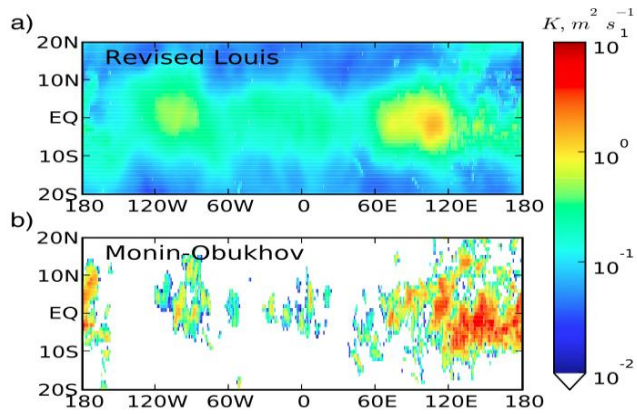 a)
K, m² s⁻¹
20N
10N
EQ
10S
20S
Revised Louis
180 120W 60W 0 60E 120E 180
b)
20N
10N
EQ
10S
20S
Monin-Obukhov
180 120W 60W 0 60E 120E 180
10¹
10⁰
10⁻¹
10⁻²